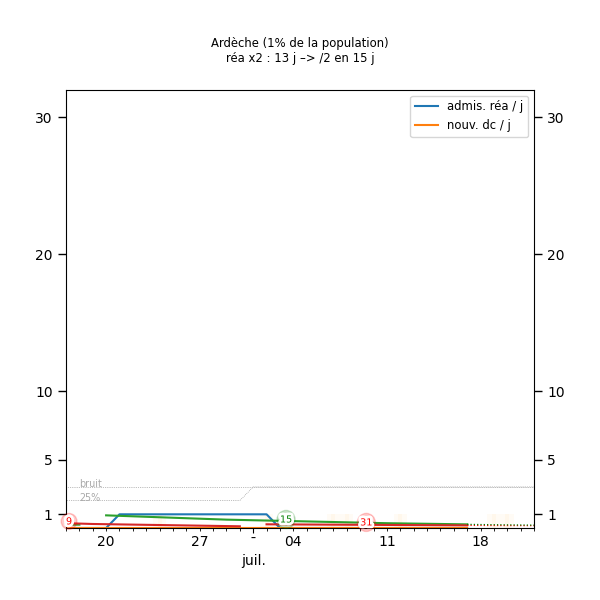 Ardèche (1% de la population)
réa x2 : 13 j –> /2 en 15 j
admis. réa / j
nouv. dc / j
30 30
20 20
10 10
5 5
bruit
25%
1 1
9 15 31
20 27 - 04 11 18
juil.